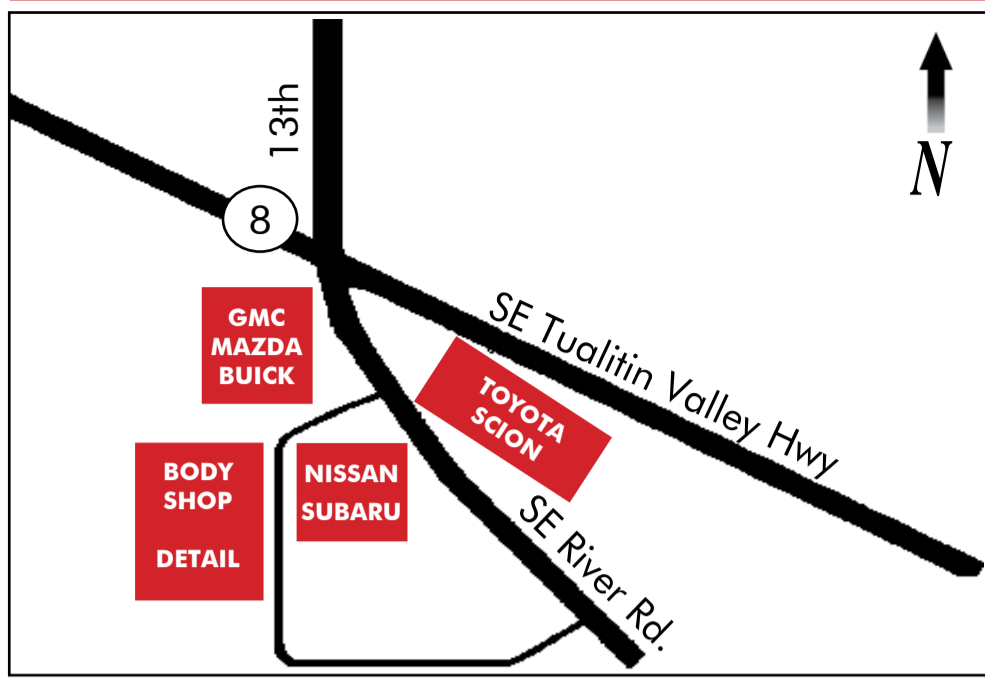 13th
N
8
SE Tualitin Valley Hwy
GMC
MAZDA
BUICK
TOYOTA
SCION
BODY
SHOP
DETAIL
NISSAN
SUBARU
SE River Rd.